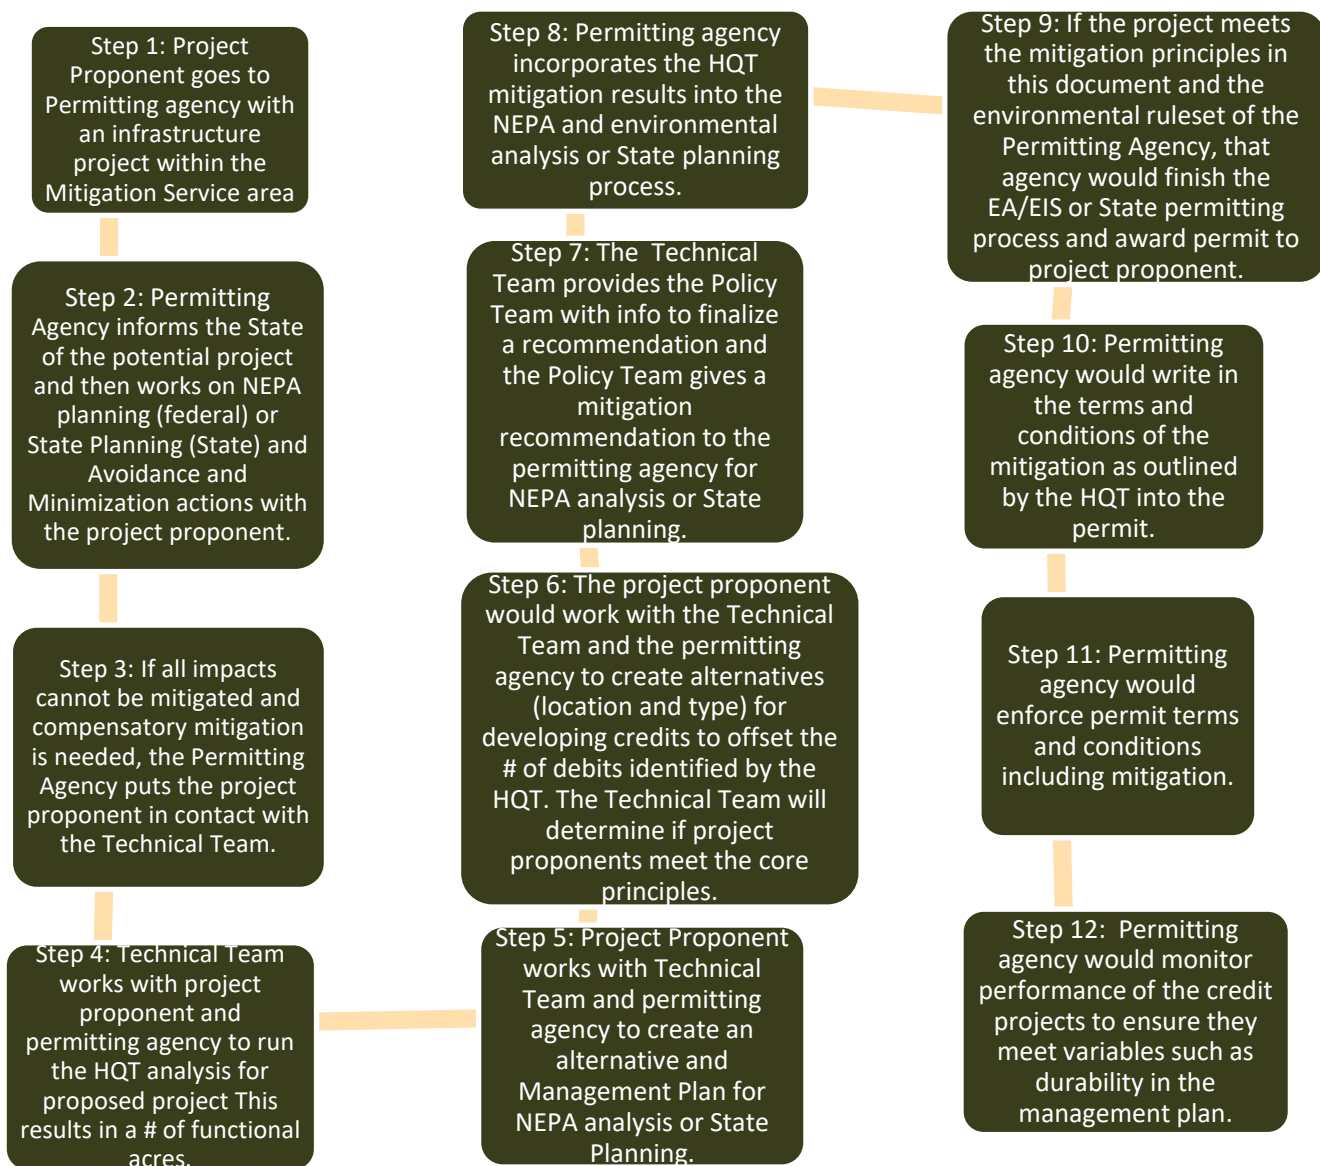 Step 1: Project
Proponent goes to
Permitting agency with
an infrastructure
project within the
Mitigation Service area
Step 2: Permitting
Agency informs the State
of the potential project
and then works on NEPA
planning (federal) or
State Planning (State) and
Avoidance and
Minimization actions with
the project proponent.
Step 3: If all impacts
cannot be mitigated and
compensatory mitigation
is needed, the Permitting
Agency puts the project
proponent in contact with
the Technical Team.
Step 4: Technical Team
works with project
proponent and
permitting agency to run
the HQT analysis for
proposed project This
results in a # of functional
acres.
Step 5: Project Proponent
works with Technical
Team and permitting
agency to create an
alternative and
Management Plan for
NEPA analysis or State
Planning.
Step 6: The project proponent
would work with the Technical
Team and the permitting
agency to create alternatives
(location and type) for
developing credits to offset the
# of debits identified by the
HQT. The Technical Team will
determine if project
proponents meet the core
principles.
Step 7: The  Technical
Team provides the Policy
Team with info to finalize
a recommendation and
the Policy Team gives a
mitigation
recommendation to the
permitting agency for
NEPA analysis or State
planning.
Step 8: Permitting agency
incorporates the HQT
mitigation results into the
NEPA and environmental
analysis or State planning
process.
Step 9: If the project meets
the mitigation principles in
this document and the
environmental ruleset of the
Permitting Agency, that
agency would finish the
EA/EIS or State permitting
process and award permit to
project proponent.
Step 10: Permitting
agency would write in
the terms and
conditions of the
mitigation as outlined
by the HQT into the
permit.
Step 11: Permitting
agency would
enforce permit terms
and conditions
including mitigation.
Step 12:  Permitting
agency would monitor
performance of the credit
projects to ensure they
meet variables such as
durability in the
management plan.